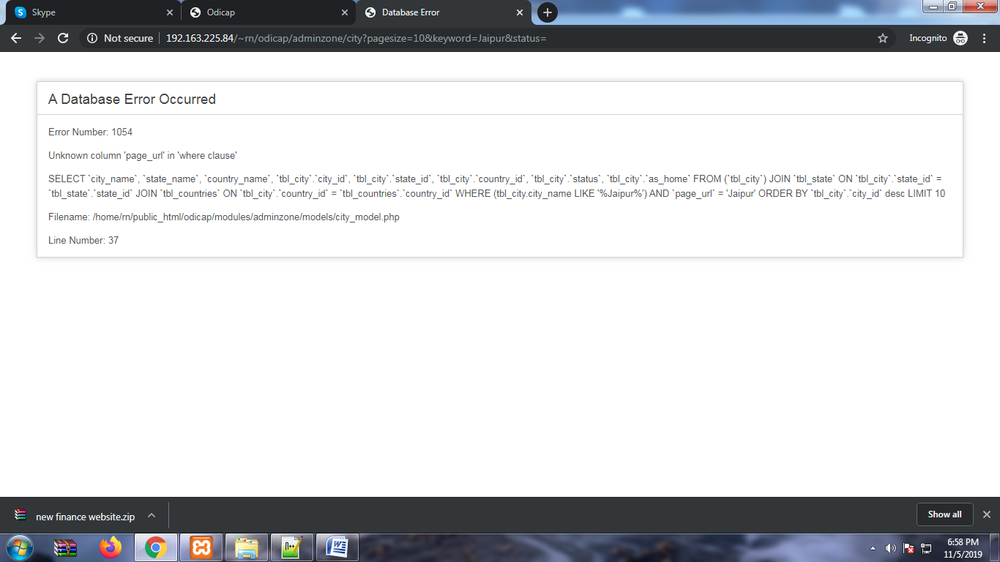 Skype
Odicap
Database Error
Not secure
192.163.225.84/~rn/odicap/adminzone/city?pagesize=10&keyword=Jaipur&status=
Incognito
A Database Error Occurred
Error Number: 1054
Unknown column 'page_url' in 'where clause'
SELECT `city_name`, `state_name`, `country_name`, `tbl_city`.`city_id`, `tbl_city`.`state_id`, `tbl_city`.`country_id`, `tbl_city`.`status`, `tbl_city`.`as_home` FROM (`tbl_city`) JOIN `tbl_state` ON `tbl_city`.`state_id` =
`tbl_state`.`state_id` JOIN `tbl_countries` ON `tbl_city`.`country_id` = `tbl_countries`.`country_id` WHERE (tbl_city.city_name LIKE '%Jaipur%') AND `page_url` = 'Jaipur' ORDER BY `tbl_city`.`city_id` desc LIMIT 10
Filename: /home/rn/public_html/odicap/modules/adminzone/models/city_model.php
Line Number: 37
new finance website.zip
Show all
6:58 PM
11/5/2019